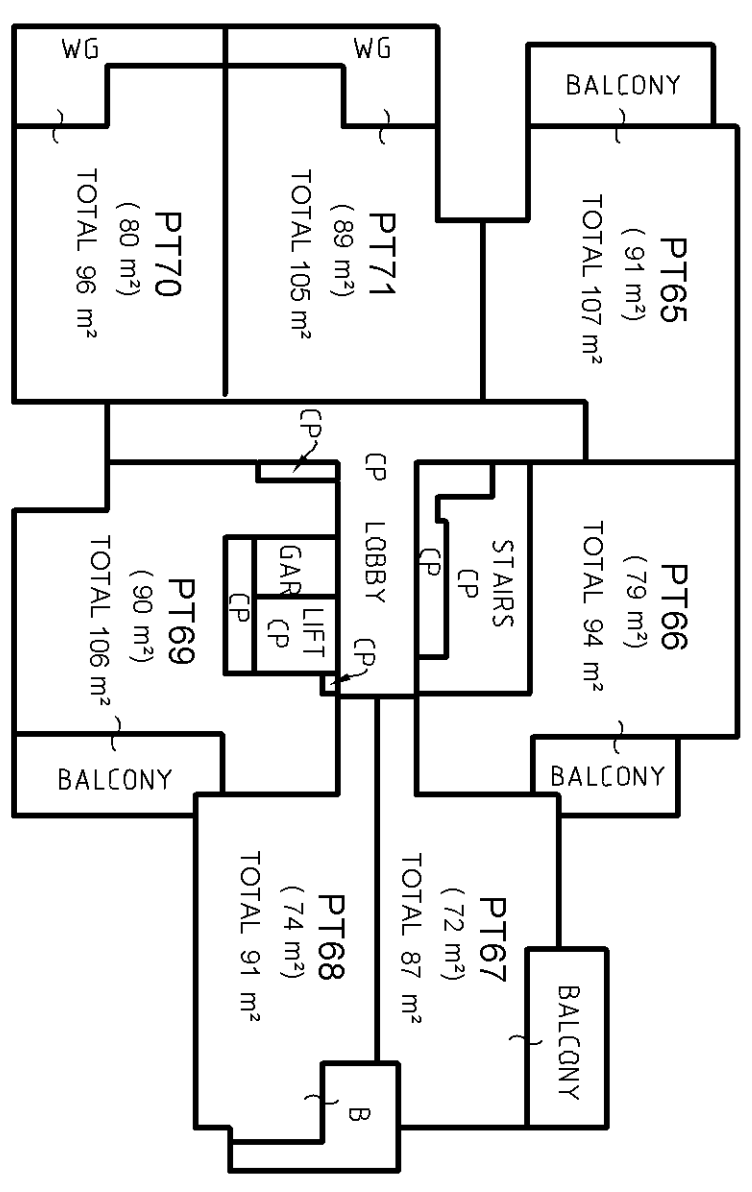 WG
WG
BALCONY
PT70
( 80 m²)
TOTAL 96 m²
PT71
( 89 m²)
TOTAL 105 m²
PT65
( 91 m²)
TOTAL 107 m²
CP
CP
LOBBY
CP
STAIRS
CP
PT66
( 79 m²)
TOTAL 94 m²
GAR
CP
LIFT
CP
CP
PT69
( 90 m²)
TOTAL 106 m²
BALCONY
BALCONY
PT68
( 74 m²)
TOTAL 91 m²
PT67
( 72 m²)
TOTAL 87 m²
BALCONY
B